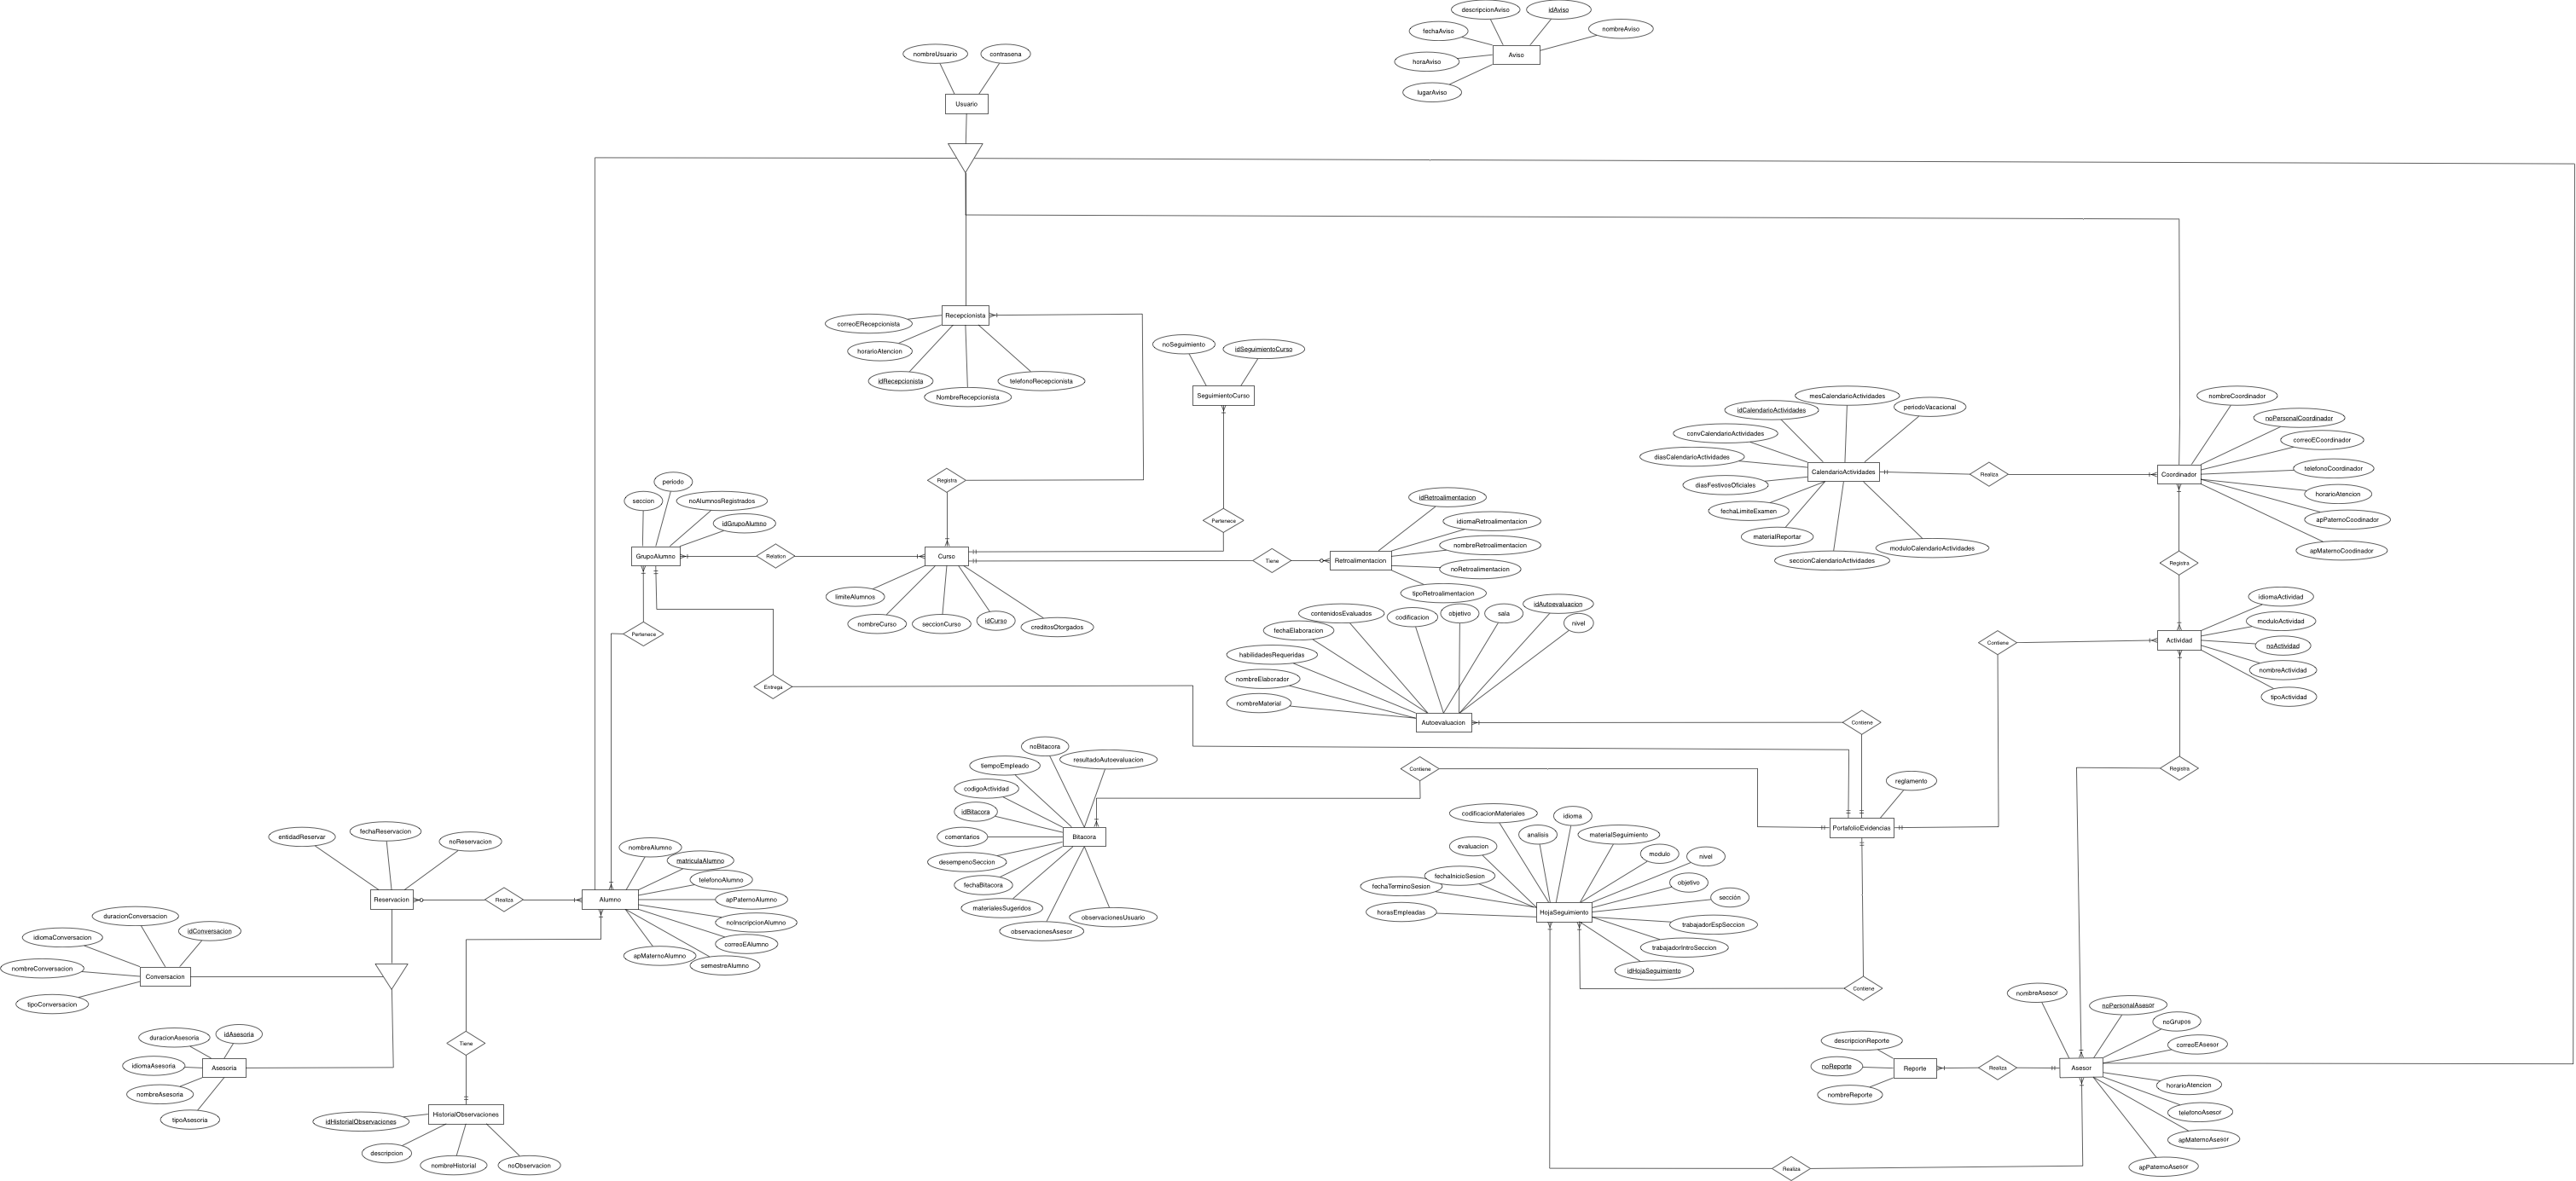 descripcionAviso
idAviso
fechaAviso
nombreAviso
horaAviso
Aviso
lugarAviso
nombreUsuario
contrasena
Usuario
Recepcionista
correoERecepcionista
horarioAtencion
idRecepcionista
NombreRecepcionista
telefonoRecepcionista
noSeguimiento
idSeguimientoCurso
SeguimientoCurso
Pertenece
Registra
periodo
seccion
noAlumnosRegistrados
idGrupoAlumno
GrupoAlumno
Relation
Curso
limiteAlumnos
nombreCurso
seccionCurso
idCurso
creditosOtorgados
Tiene
idRetroalimentacion
idiomaRetroalimentacion
nombreRetroalimentacion
Retroalimentacion
noRetroalimentacion
tipoRetroalimentacion
mesCalendarioActividades
idCalendarioActividades
periodoVacacional
convCalendarioActividades
diasCalendarioActividades
CalendarioActividades
diasFestivosOficiales
fechaLimiteExamen
materialReportar
moduloCalendarioActividades
seccionCalendarioActividades
Realiza
nombreCoordinador
noPersonalCoordinador
correoECoordinador
telefonoCoordinador
Coordinador
horarioAtencion
apPaternoCoodinador
apMaternoCoodinador
Registra
idiomaActividad
moduloActividad
Actividad
noActividad
nombreActividad
tipoActividad
Contiene
Registra
Pertenece
Entrega
contenidosEvaluados
codificacion
objetivo
sala
idAutoevaluacion
nivel
fechaElaboracion
habilidadesRequeridas
nombreElaborador
nombreMaterial
Autoevaluacion
Contiene
noBitacora
resultadoAutoevaluacion
tiempoEmpleado
codigoActividad
idBitacora
comentarios
Bitacora
desempenoSeccion
fechaBitacora
materialesSugeridos
observacionesUsuario
observacionesAsesor
Contiene
reglamento
PortafolioEvidencias
codificacionMateriales
idioma
analisis
materialSeguimiento
evaluacion
modulo
nivel
fechaInicioSesion
fechaTerminoSesion
objetivo
sección
horasEmpleadas
HojaSeguimiento
trabajadorEspSeccion
trabajadorIntroSeccion
idHojaSeguimiento
Contiene
entidadReservar
fechaReservacion
noReservacion
Reservacion
Realiza
nombreAlumno
matriculaAlumno
telefonoAlumno
Alumno
apPaternoAlumno
noInscripcionAlumno
correoEAlumno
apMaternoAlumno
semestreAlumno
duracionConversacion
idConversacion
idiomaConversacion
nombreConversacion
Conversacion
tipoConversacion
duracionAsesoria
idAsesoria
idiomaAsesoria
Asesoria
nombreAsesoria
tipoAsesoria
Tiene
idHistorialObservaciones
HistorialObservaciones
descripcion
nombreHistorial
noObservacion
nombreAsesor
noPersonalAsesor
noGrupos
correoEAsesor
Asesor
horarioAtencion
telefonoAsesor
apMaternoAsesor
apPaternoAsesor
descripcionReporte
noReporte
Reporte
nombreReporte
Realiza
Realiza